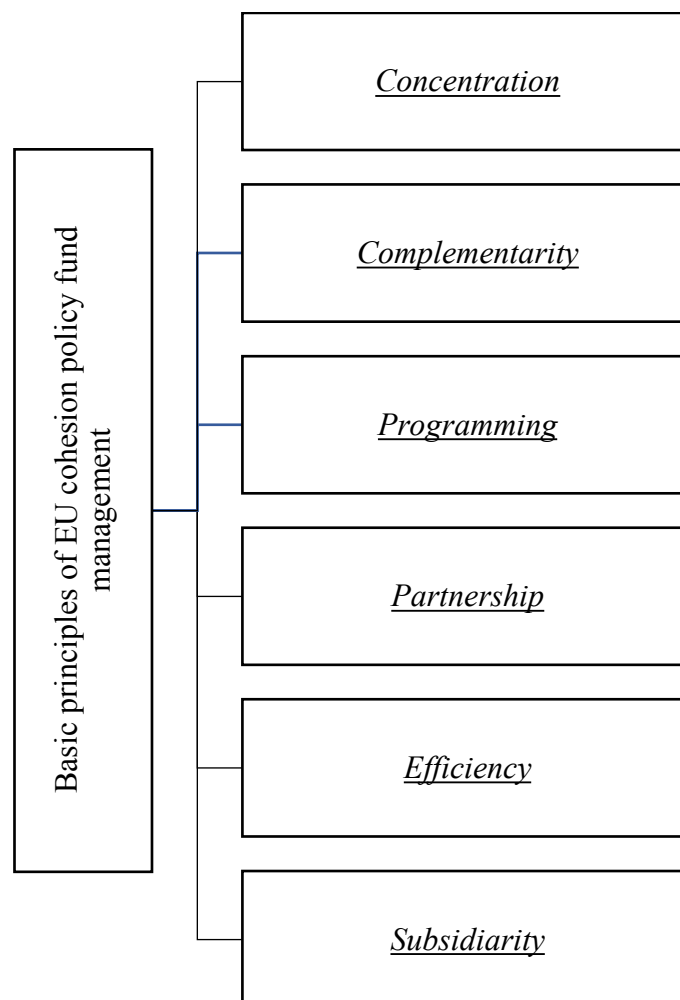 Basic principles of EU cohesion policy fund
management
Concentration
Complementarity
Programming
Partnership
Efficiency
Subsidiarity